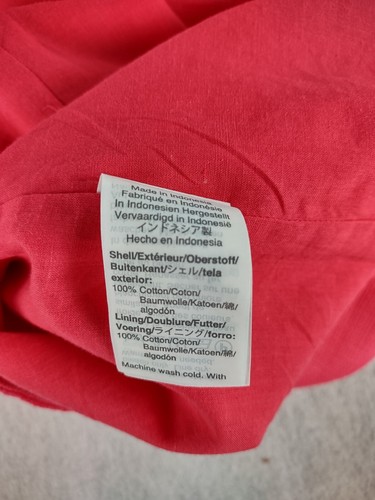 Made in Indonesia
Fabriqué en Indonésie
In Indonesien Hergestellt
Vervaardigd in Indonesië
インドネシア製
Hecho en Indonesia
Shell/Extérieur/Oberstoff/
Buitenkant/シェル/tela
exterior:
100% Cotton/Coton/
Baumwolle/Katoen/綿/
algodón
Lining/Doublure/Futter/
Voering/ライニング/forro:
100% Cotton/Coton/
Baumwolle/Katoen/綿/
algodón
Machine wash cold. With